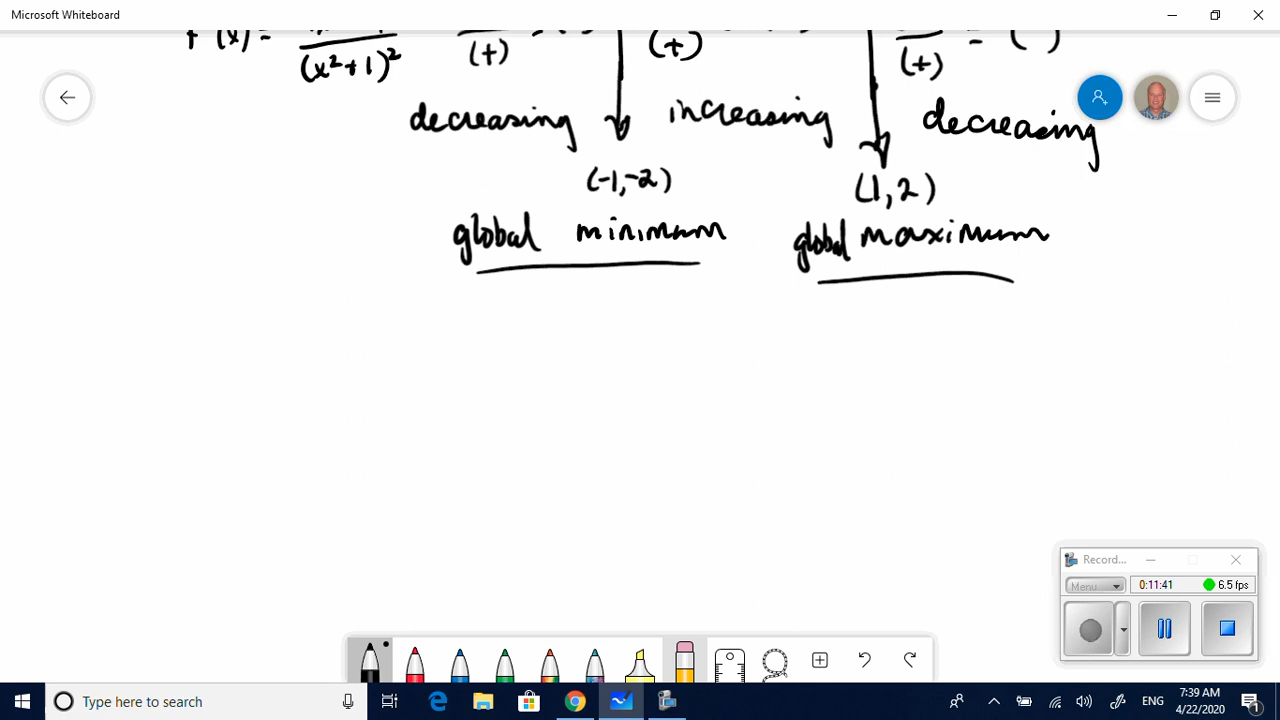 Microsoft Whiteboard
(x) =
(x²+1)²
(+)
(+)
(+) = ( )
decreasing increasing decreasing
(-1,-2) (1,2)
global minimum global maximum
Record...
Menu 0:11:41 6.5 fps
Type here to search
ENG
7:39 AM
4/22/2020
1